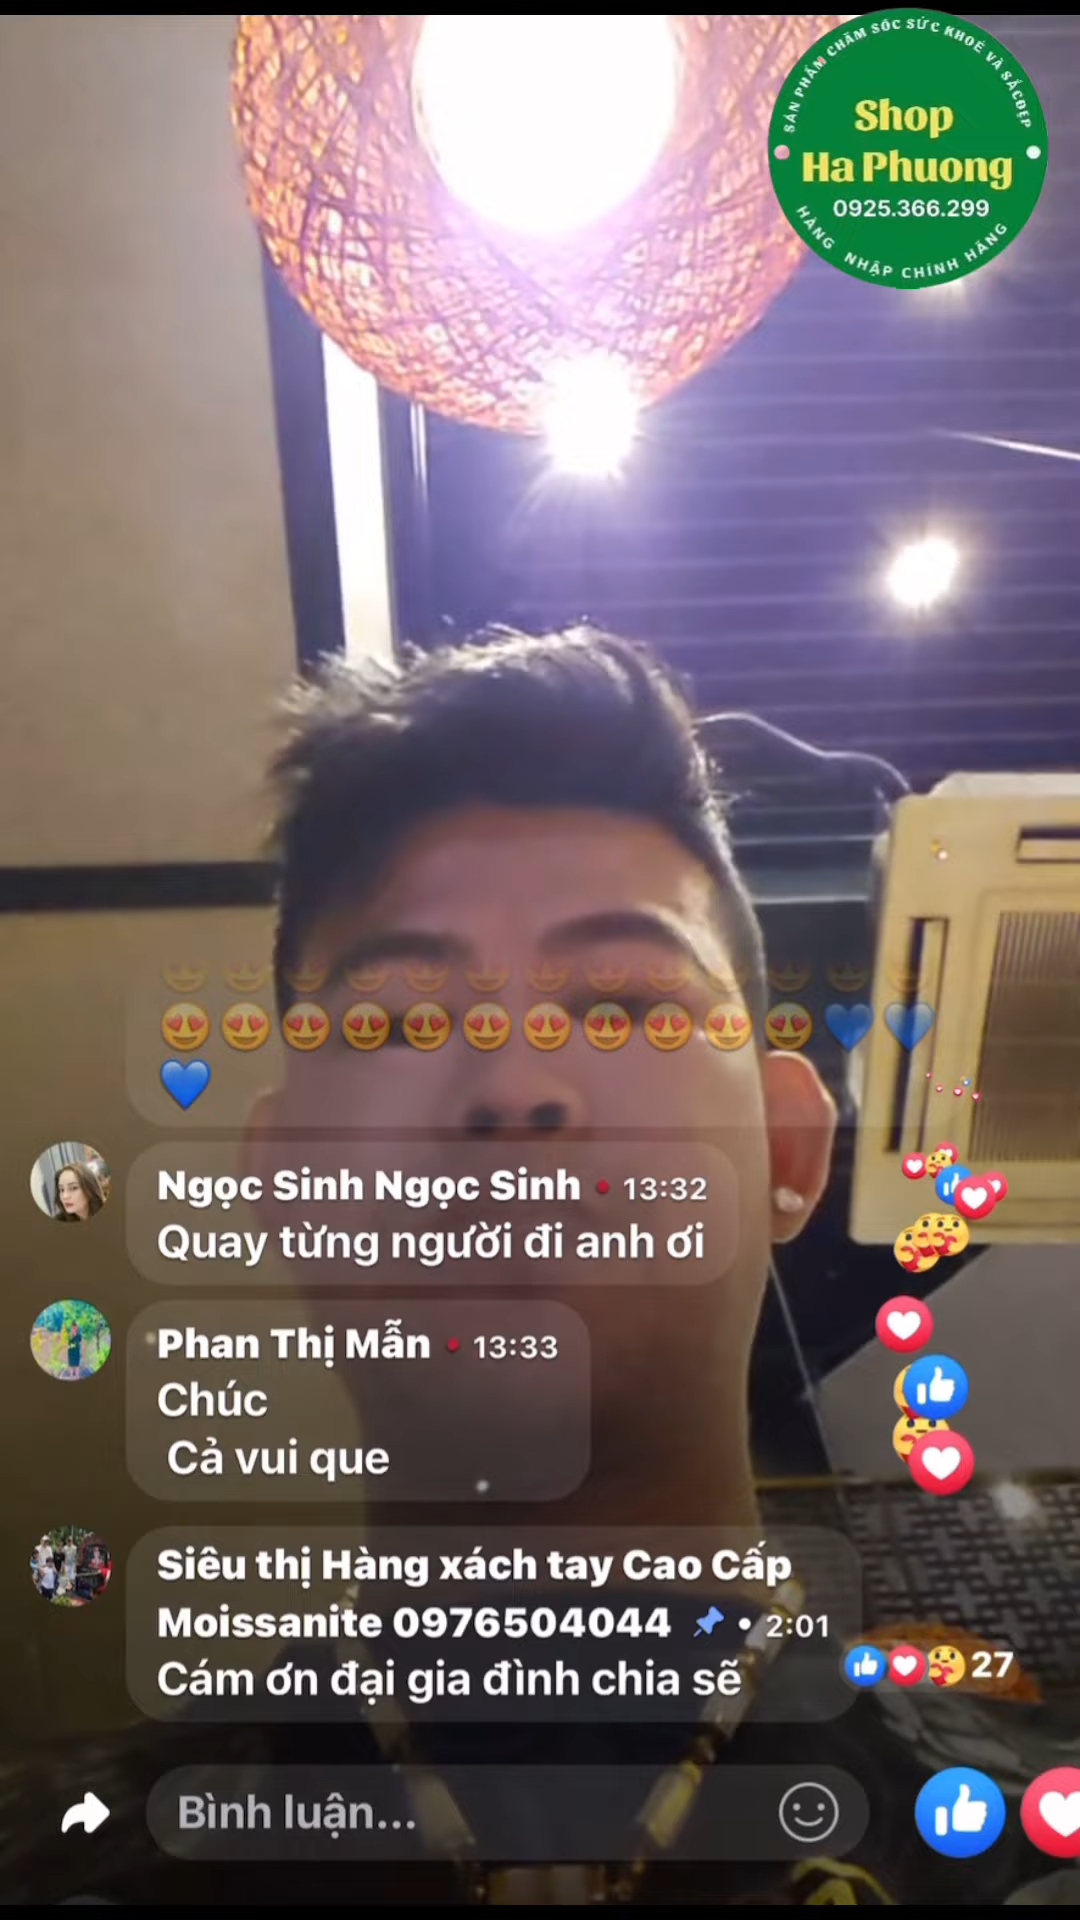 SẢN PHẨM CHĂM SÓC SỨC KHOẺ VÀ SẮCĐẸP
Shop
Ha Phuong
0925.366.299
HÀNG NHẬP CHÍNH HÃNG
Ngọc Sinh Ngọc Sinh • 13:32
Quay từng người đi anh ơi
Phan Thị Mẫn • 13:33
Chúc
Cả vui que
Siêu thị Hàng xách tay Cao Cấp
Moissanite 0976504044 • 2:01
Cám ơn đại gia đình chia sẽ
27
Bình luận...